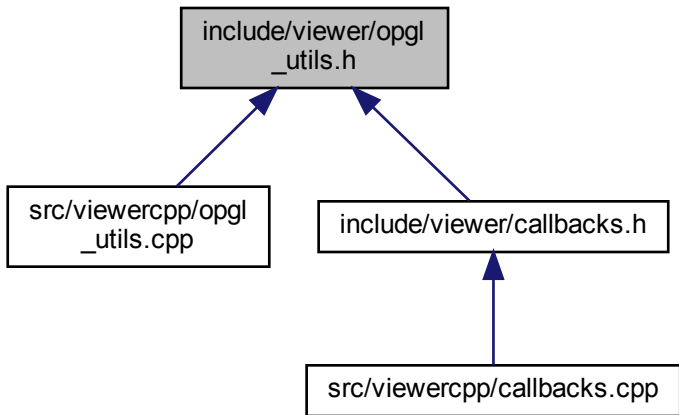 include/viewer/opgl
_utils.h
src/viewercpp/opgl
_utils.cpp
include/viewer/callbacks.h
src/viewercpp/callbacks.cpp